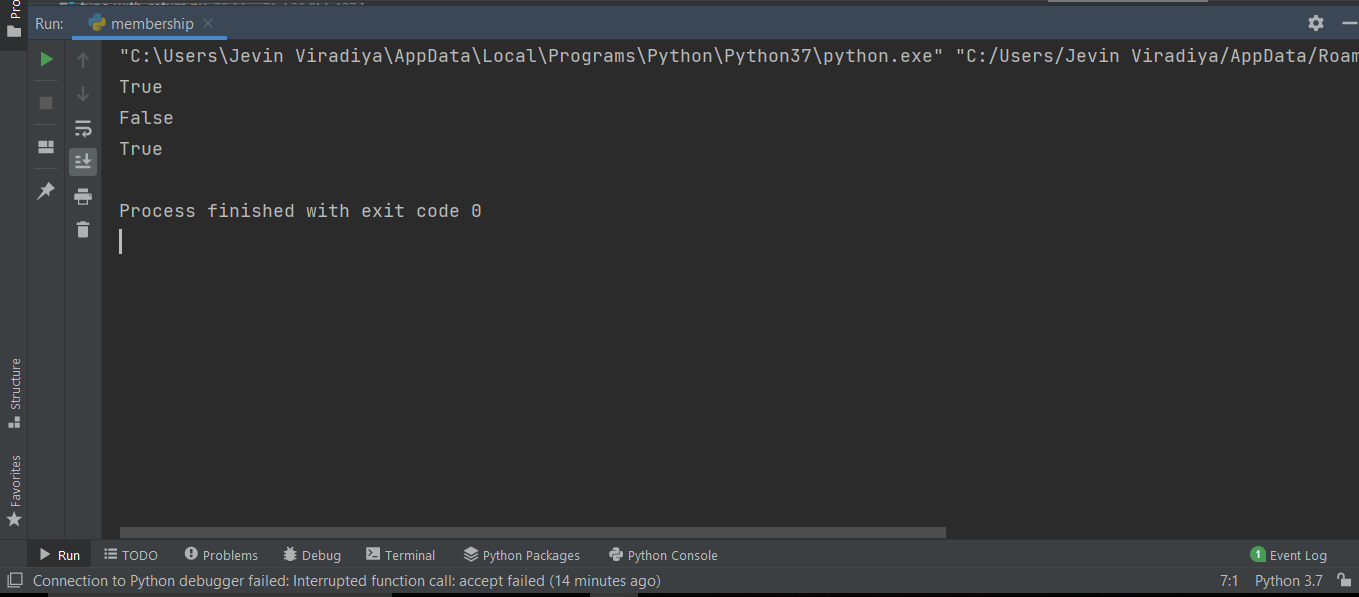 Pro
Run: membership
"C:\Users\Jevin Viradiya\AppData\Local\Programs\Python\Python37\python.exe" "C:/Users/Jevin Viradiya/AppData/Roam
True
False
True
Process finished with exit code 0
Structure
Favorites
Run TODO Problems Debug Terminal Python Packages Python Console 1 Event Log
Connection to Python debugger failed: Interrupted function call: accept failed (14 minutes ago) 7:1 Python 3.7